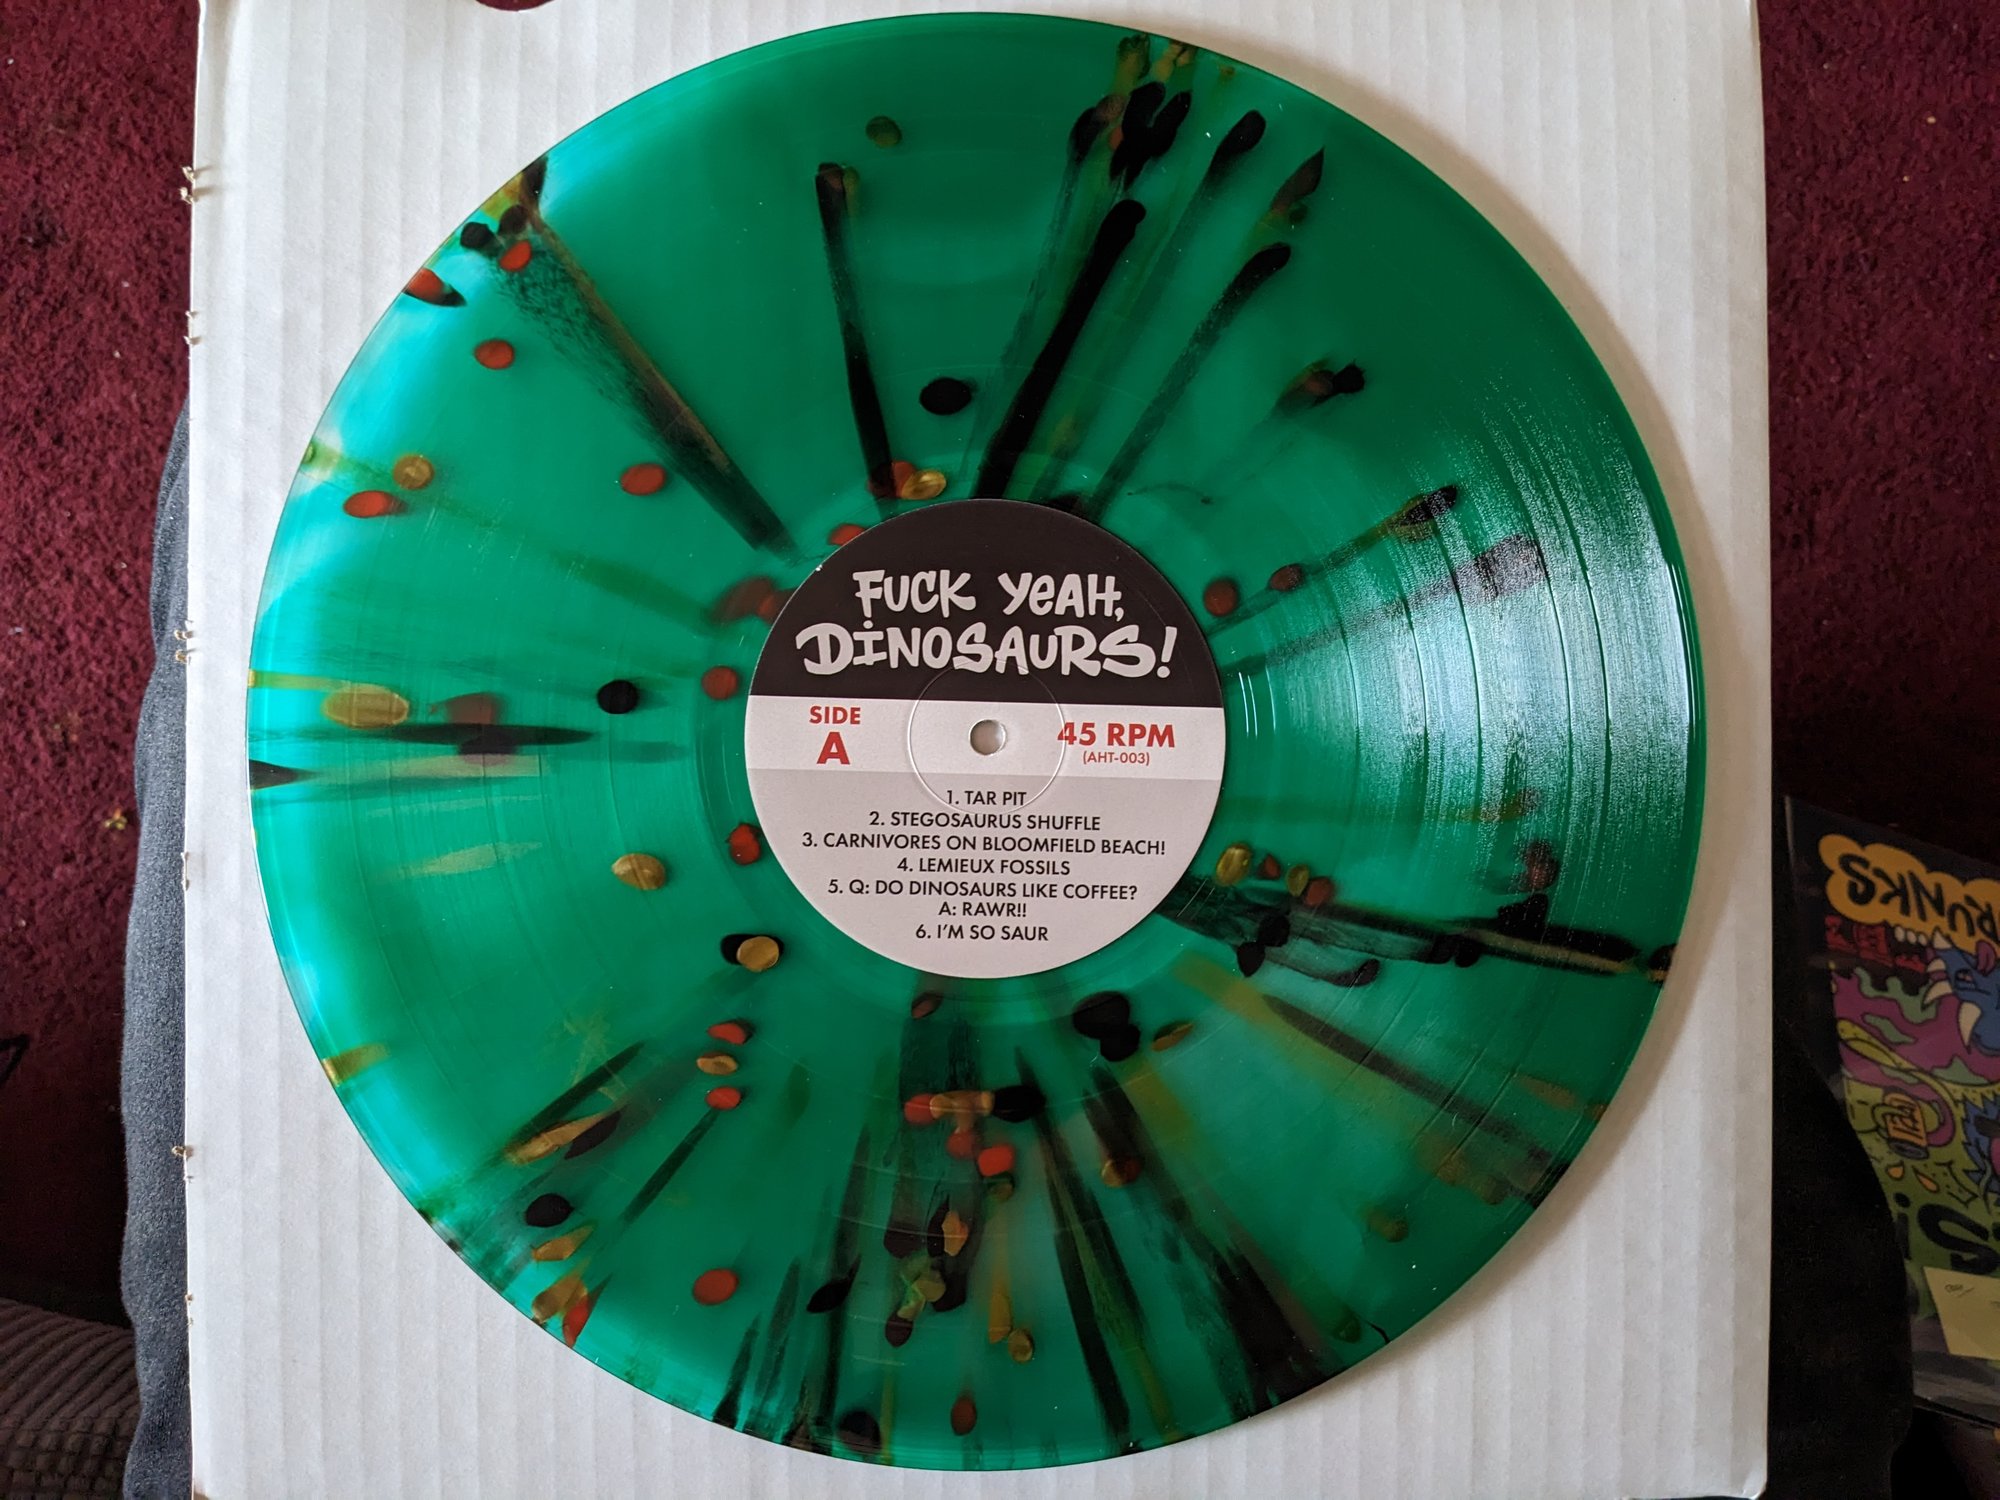 FUCK YEAH,
DINOSAURS!
SIDE
A
45 RPM
(AHT-003)
1. TAR PIT
2. STEGOSAURUS SHUFFLE
3. CARNIVORES ON BLOOMFIELD BEACH!
4. LEMIEUX FOSSILS
5. Q: DO DINOSAURS LIKE COFFEE?
A: RAWR!!
6. I'M SO SAUR